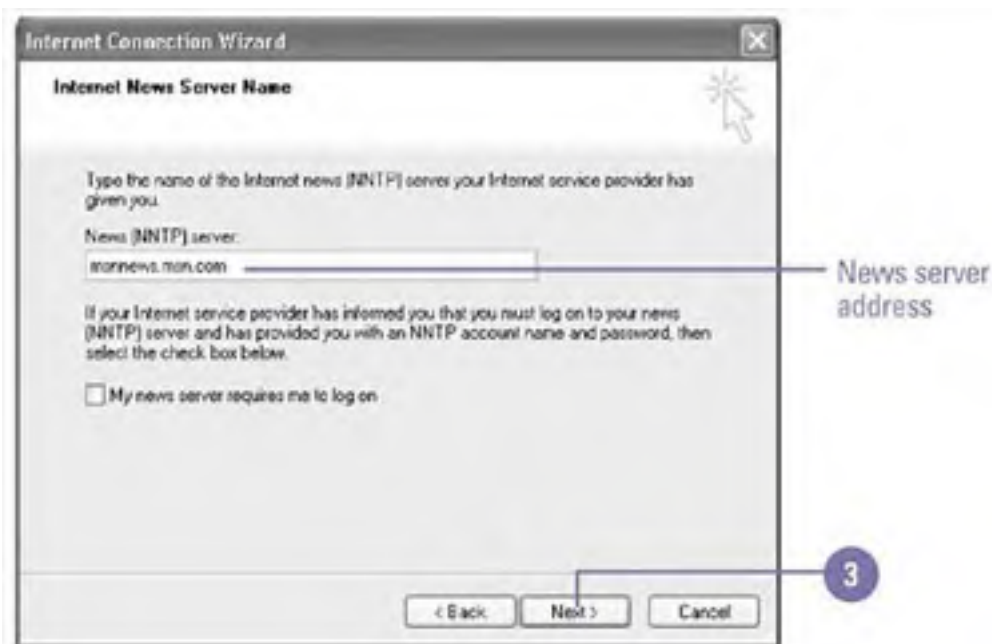 Internet Connection Wizard
Internet News Server Name
Type the name of the Internet news (NNTP) server your Internet service provider has
given you.
News (NNTP) server:
msnnews.msn.com
News server
address
If your Internet service provider has informed you that you must log on to your news
(NNTP) server and has provided you with an NNTP account name and password, then
select the check box below.
My news server requires me to log on
3
< Back
Next >
Cancel